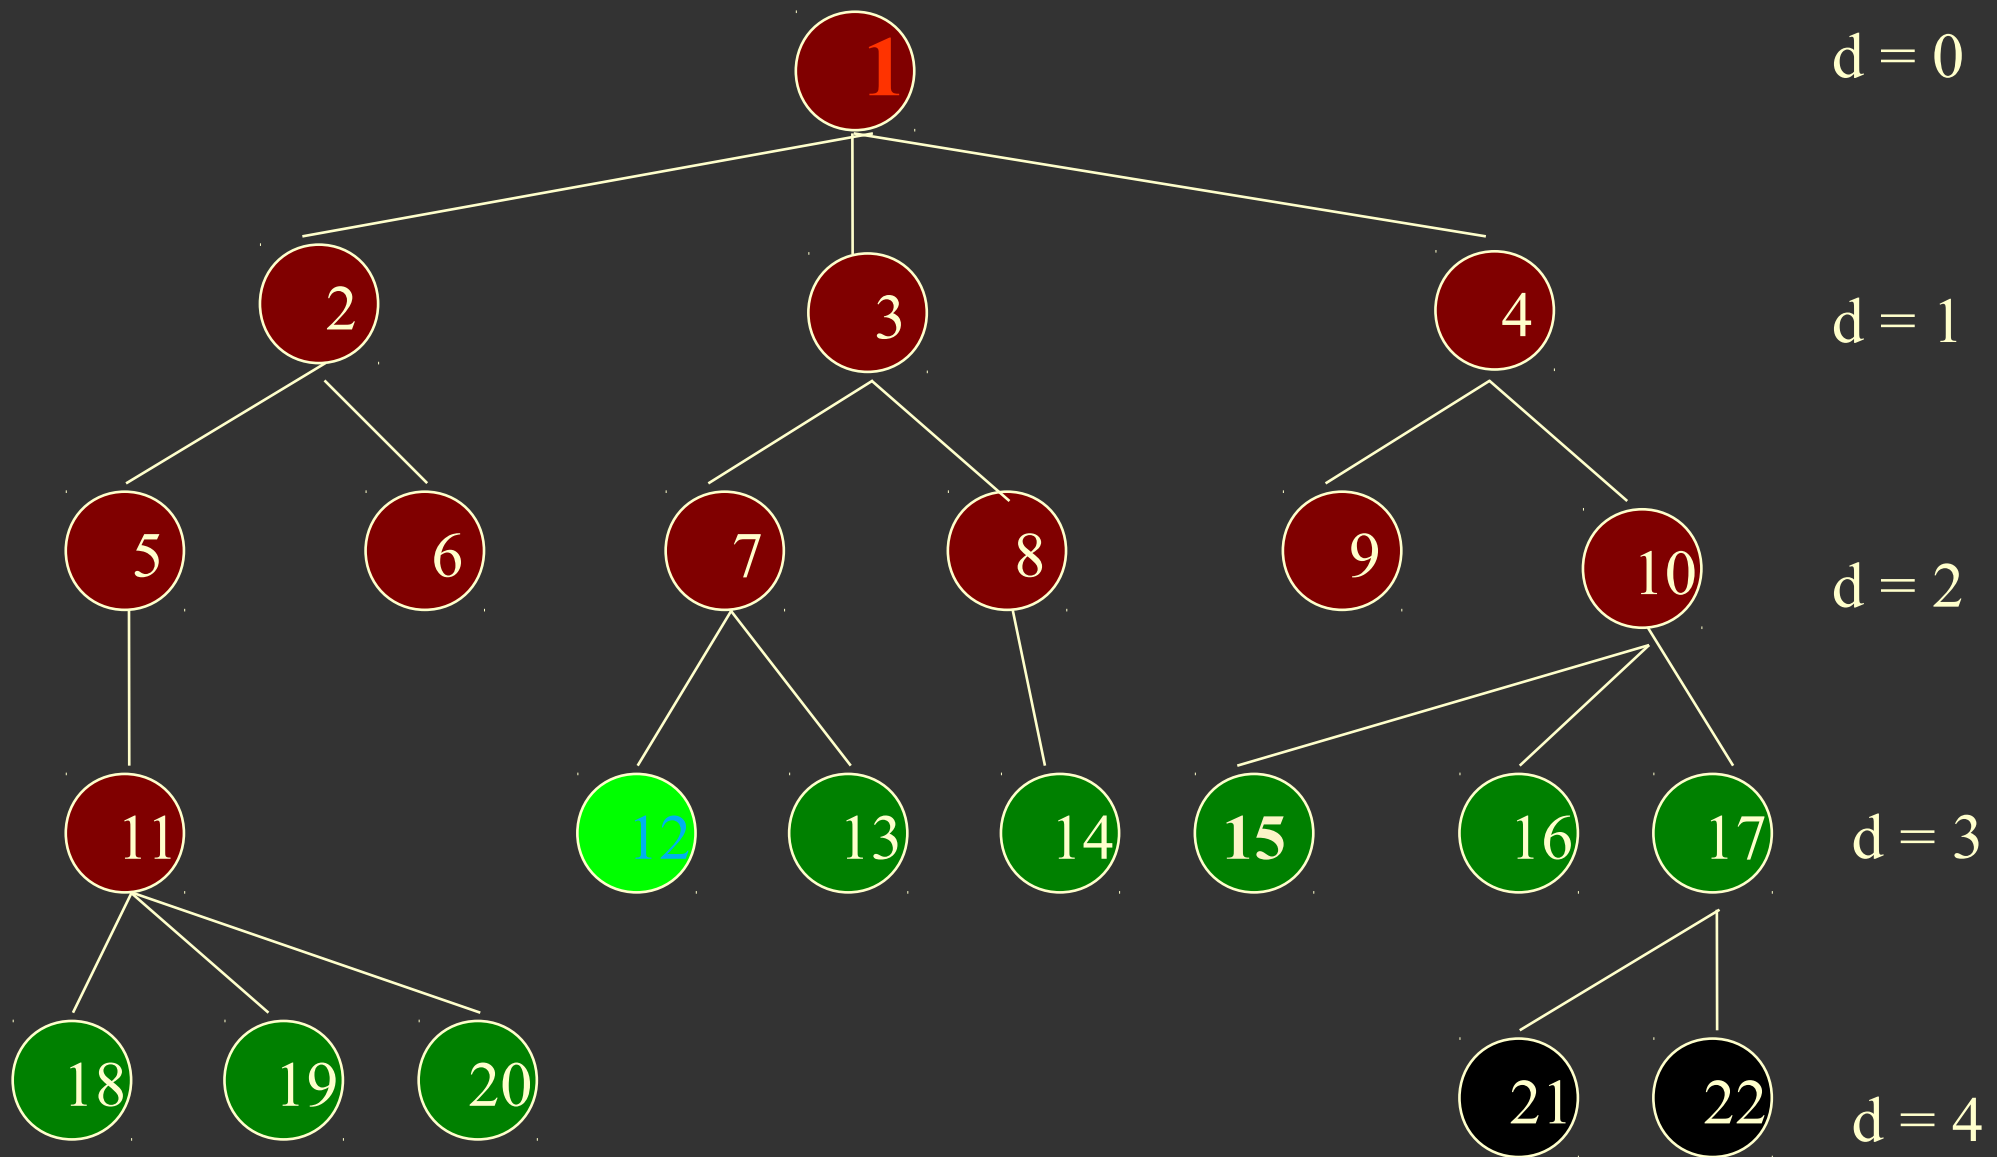 1 d = 0
2 3 4 d = 1
5 6 7 8 9 10 d = 2
11 12 13 14 15 16 17 d = 3
18 19 20 21 22 d = 4